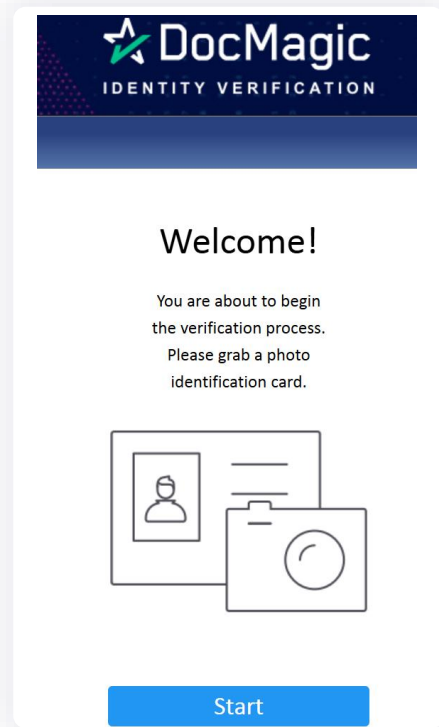 DocMagic
IDENTITY VERIFICATION
Welcome!
You are about to begin
the verification process.
Please grab a photo
identification card.
Start